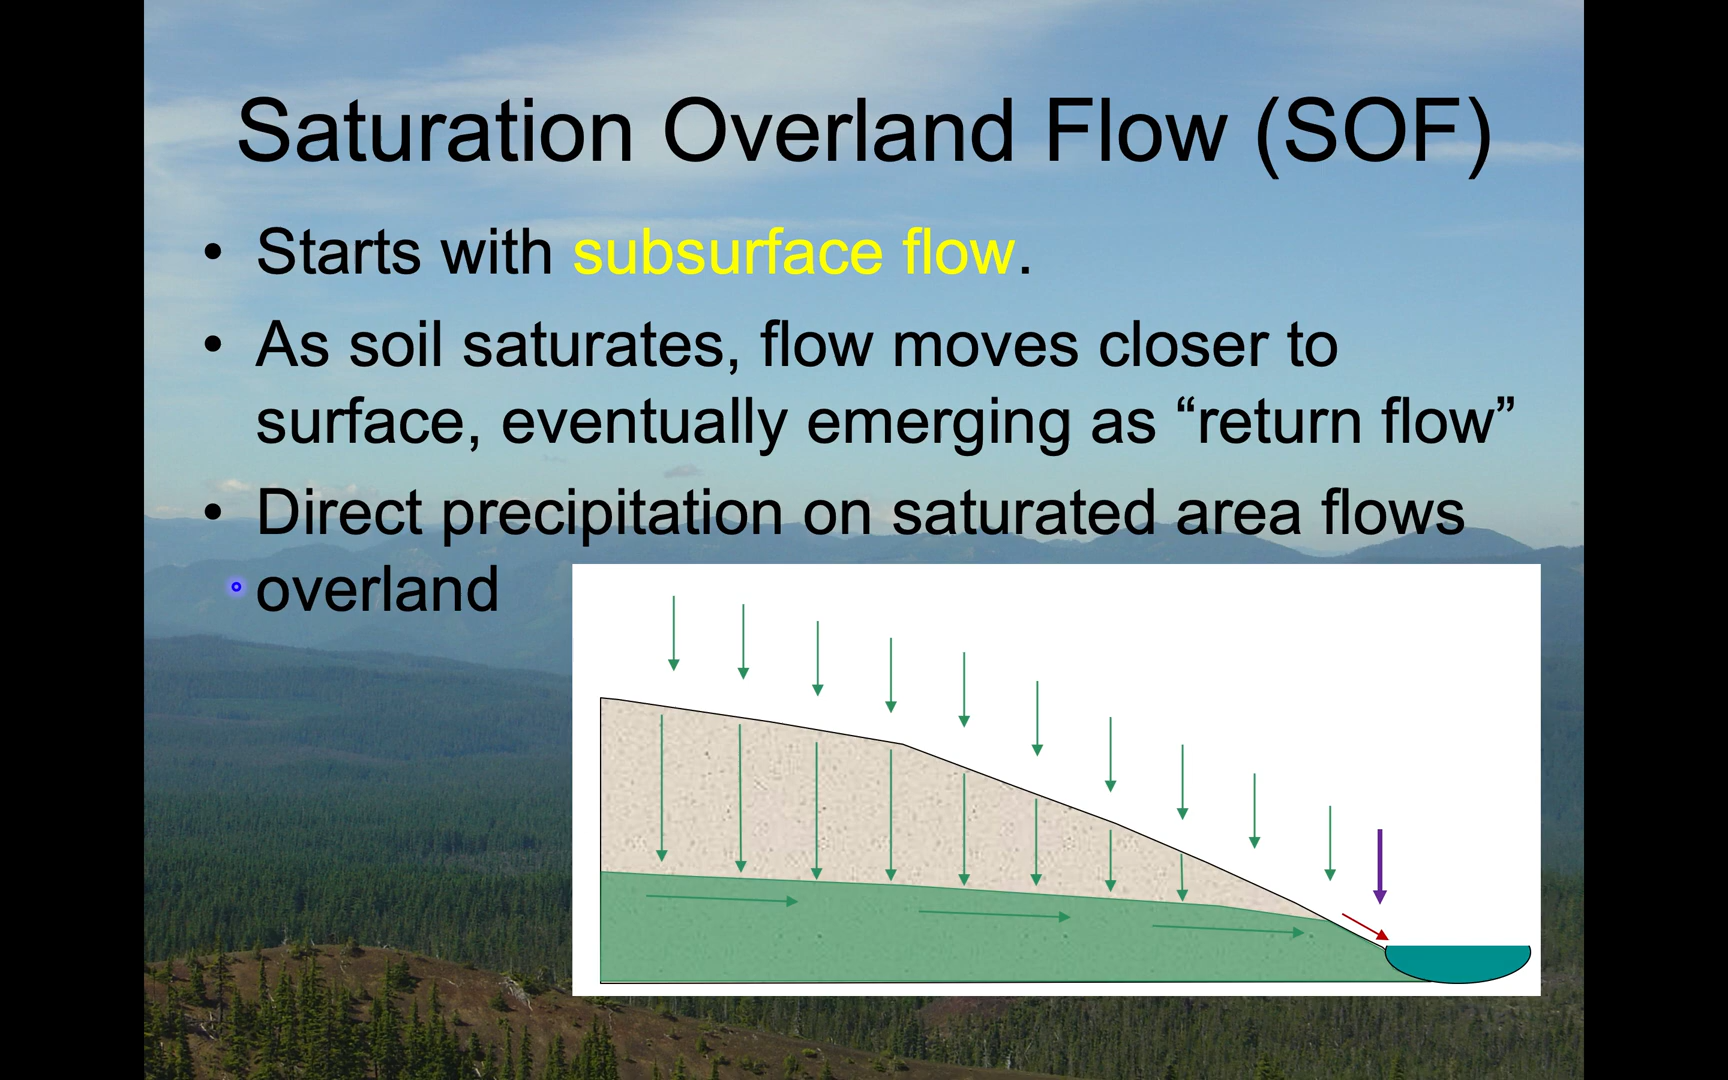 Saturation Overland Flow (SOF)
• Starts with subsurface flow.
• As soil saturates, flow moves closer to
surface, eventually emerging as “return flow”
• Direct precipitation on saturated area flows
overland